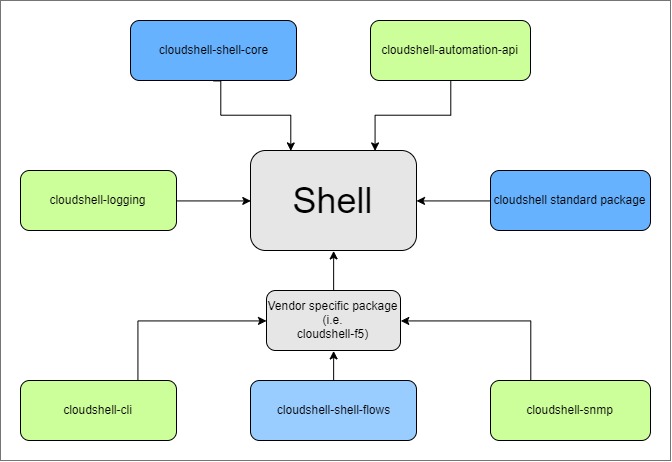 cloudshell-shell-core
cloudshell-automation-api
cloudshell-logging
Shell
cloudshell standard package
Vendor specific package
(i.e.
cloudshell-f5)
cloudshell-cli
cloudshell-shell-flows
cloudshell-snmp